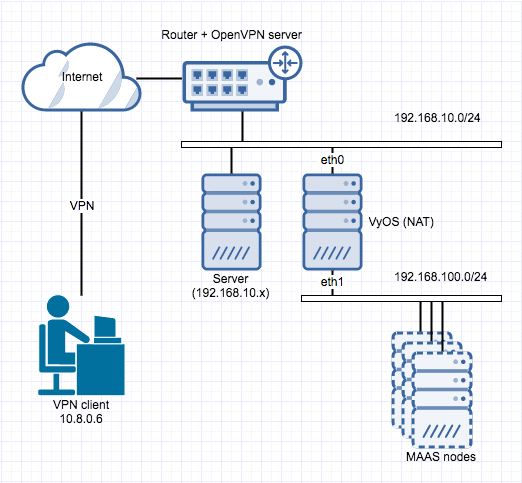 Router + OpenVPN server
Internet
192.168.10.0/24
eth0
VPN
VyOS (NAT)
Server
(192.168.10.x)
eth1
192.168.100.0/24
VPN client
10.8.0.6
MAAS nodes